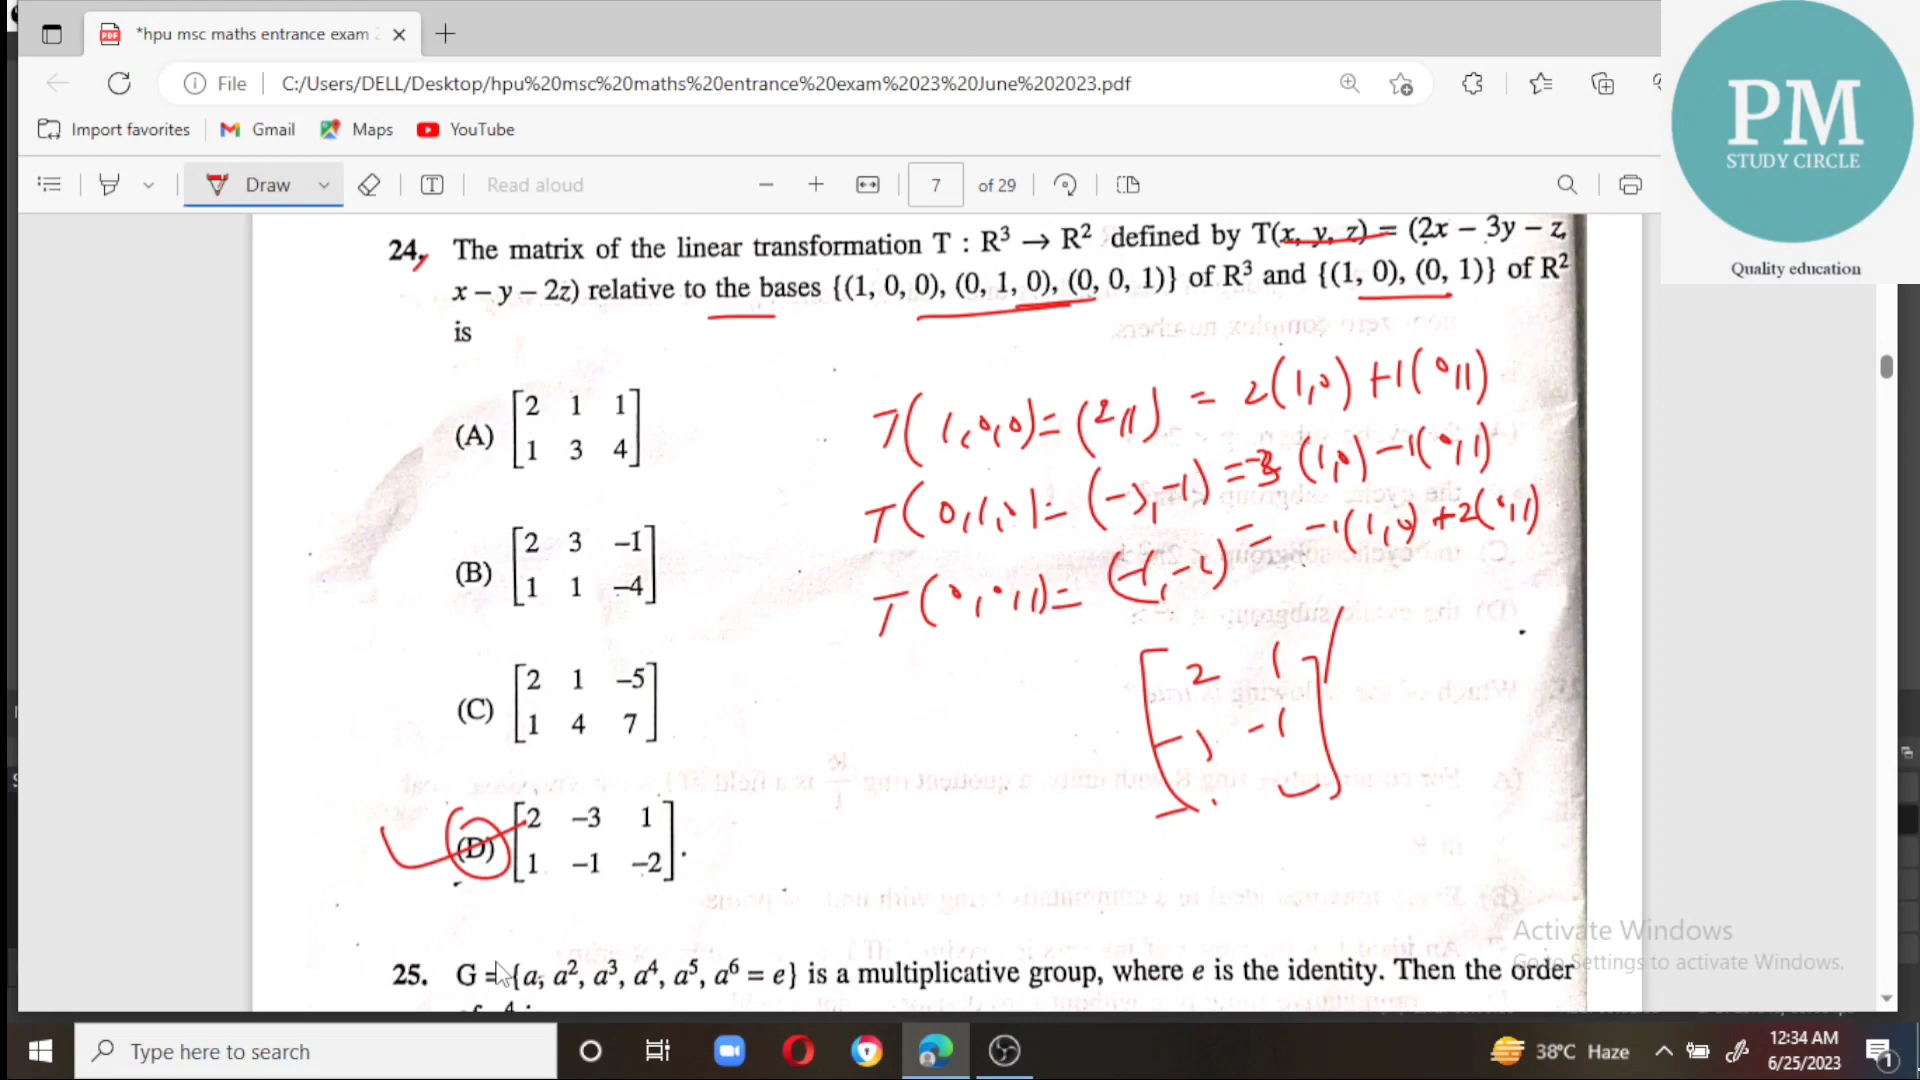 *hpu msc maths entrance exam 2
File
C:/Users/DELL/Desktop/hpu%20msc%20maths%20entrance%20exam%2023%20June%202023.pdf
Import favorites
Gmail
Maps
YouTube
Draw
Read aloud
7
of 29
PM
STUDY CIRCLE
Quality education
24. The matrix of the linear transformation T : R³ → R² defined by T(x, y, z) = (2x – 3y – z,
x – y – 2z) relative to the bases {(1, 0, 0), (0, 1, 0), (0, 0, 1)} of R³ and {(1, 0), (0, 1)} of R²
is
(A) [2 1 1
1 3 4]
(B) [2 3 –1
1 1 –4]
(C) [2 1 –5
1 4 7]
(D) [2 –3 1
1 –1 –2].
T(1,0,0)=(2,1) = 2(1,0)+1(0,1)
T(0,1,0)=(-3,-1) =-3(1,0)-1(0,1)
T(0,0,1)= (-1,-2) = -1(1,0)+2(0,1)
[2 1
-3 -1
25. G = {a, a², a³, a⁴, a⁵, a⁶ = e} is a multiplicative group, where e is the identity. Then the order
Activate Windows
Go to Settings to activate Windows.
Type here to search
38°C Haze
12:34 AM
6/25/2023
1